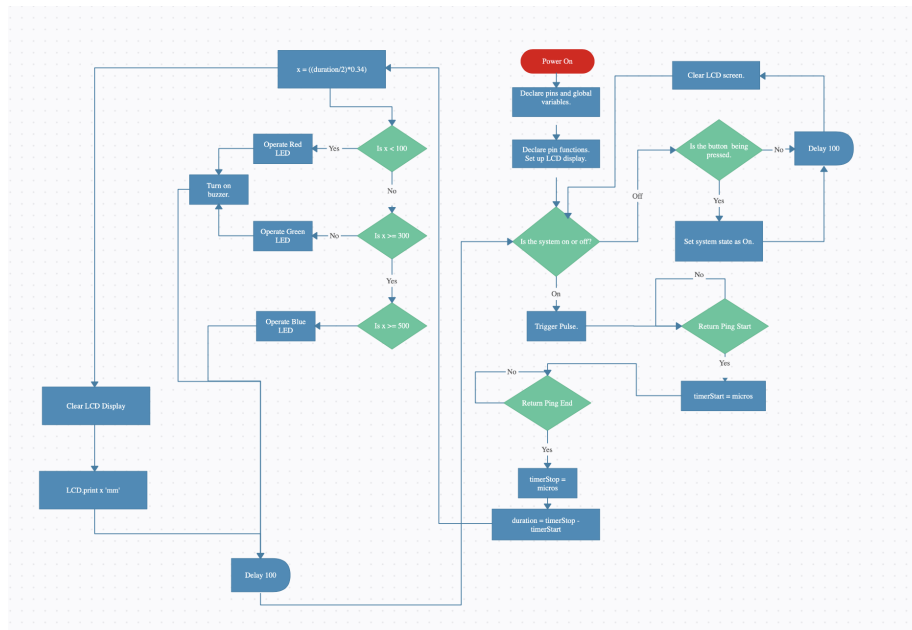 Power On
Declare pins and global
variables.
Declare pin functions.
Set up LCD display.
Is the system on or off?
Off
Is the button being
pressed.
No
Delay 100
Clear LCD screen.
Yes
Set system state as On.
On
Trigger Pulse.
No
Return Ping Start
Yes
timerStart = micros
No
Return Ping End
Yes
timerStop =
micros
duration = timerStop -
timerStart
x = ((duration/2)*0.34)
Is x < 100
Yes
Operate Red
LED
Turn on
buzzer.
No
Is x >= 300
No
Operate Green
LED
Yes
Is x >= 500
Operate Blue
LED
Clear LCD Display
LCD.print x 'mm'
Delay 100